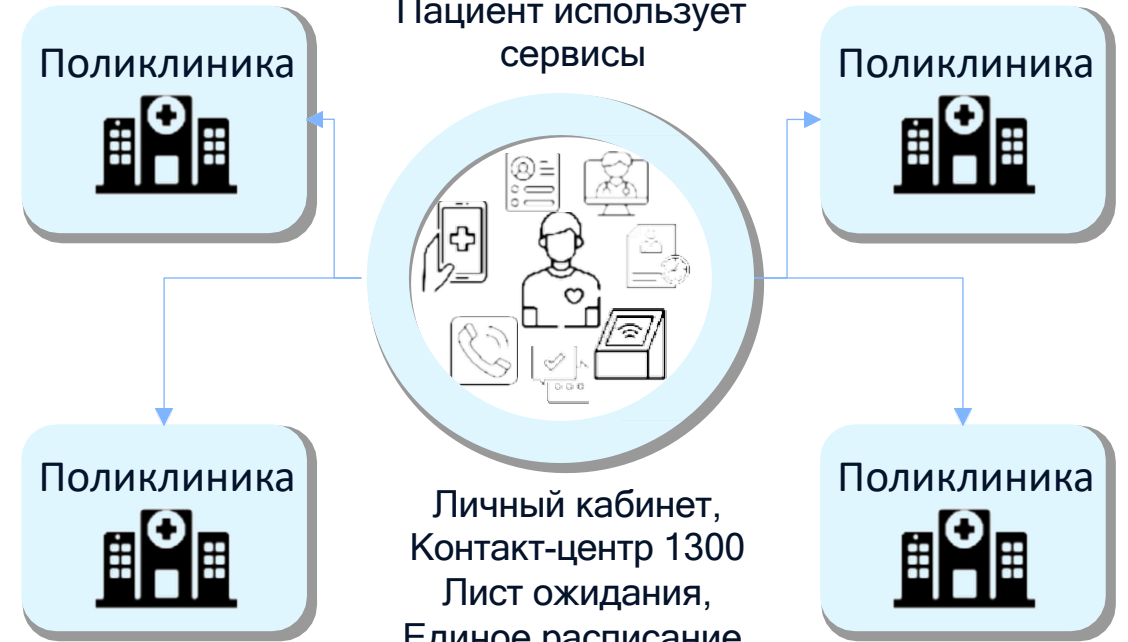 Пациент использует
сервисы
Поликлиника
Поликлиника
Поликлиника
Поликлиника
Личный кабинет,
Контакт-центр 1300
Лист ожидания,
Единое расписание